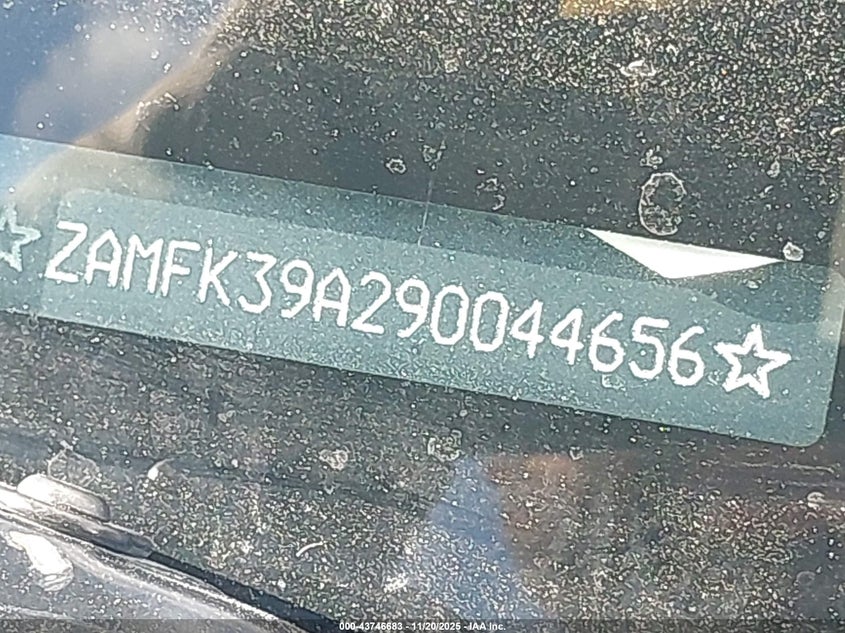 ☆ZAMFK39A290044656☆
000-43746683 - 11/20/2025 - IAA Inc.